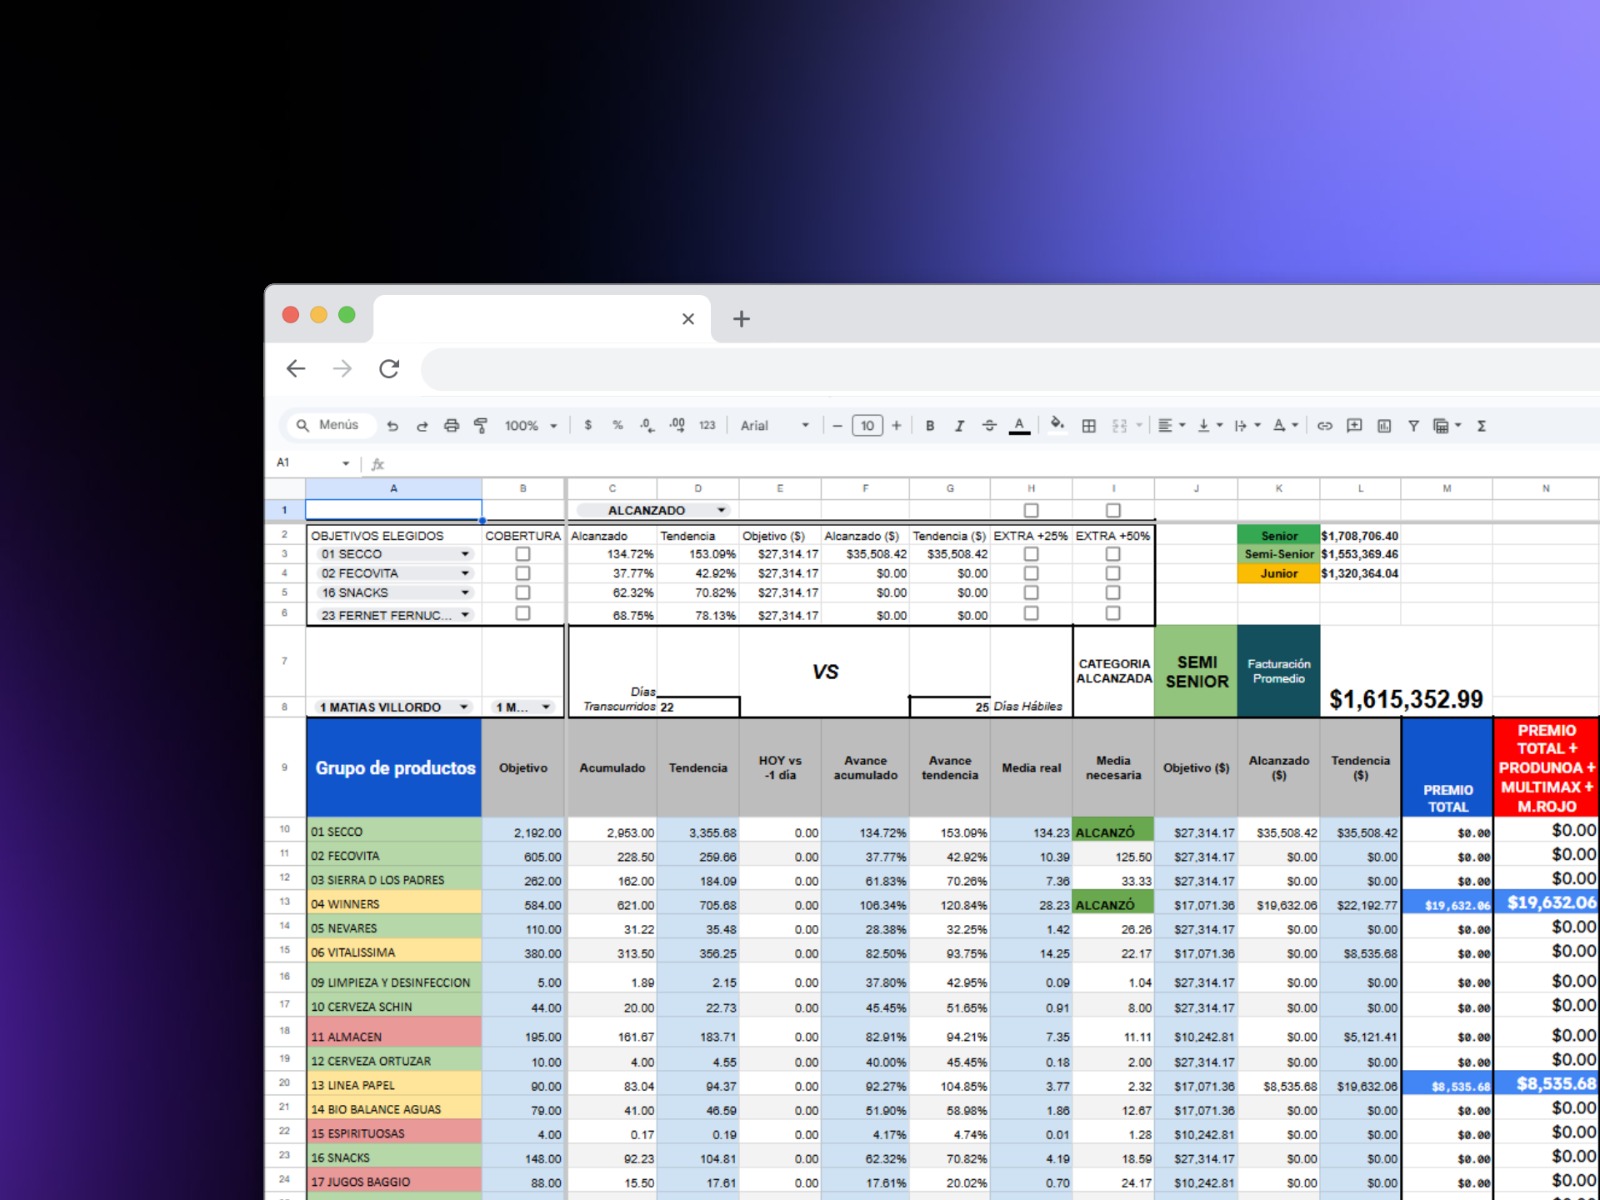 Menús 100% $ % .0 .00 123 Arial 10 B I A Σ
A1 fx
A B C D E F G H I J K L M N
1 ALCANZADO
2 OBJETIVOS ELEGIDOS COBERTURA Alcanzado Tendencia Objetivo ($) Alcanzado ($) Tendencia ($) EXTRA +25% EXTRA +50% Senior $1,708,706.40
3 01 SECCO 134.72% 153.09% $27,314.17 $35,508.42 $35,508.42 Semi-Senior $1,553,369.46
4 02 FECOVITA 37.77% 42.92% $27,314.17 $0.00 $0.00 Junior $1,320,364.04
5 16 SNACKS 62.32% 70.82% $27,314.17 $0.00 $0.00
6 23 FERNET FERNUC... 68.75% 78.13% $27,314.17 $0.00 $0.00
7 VS CATEGORIA ALCANZADA SEMI SENIOR Facturación Promedio $1,615,352.99
8 1 MATIAS VILLORDO 1 M... Días Transcurridos 22 25 Días Hábiles
9 Grupo de productos Objetivo Acumulado Tendencia HOY vs -1 dia Avance acumulado Avance tendencia Media real Media necesaria Objetivo ($) Alcanzado ($) Tendencia ($) PREMIO TOTAL PREMIO TOTAL + PRODUNOA + MULTIMAX + M.ROJO
10 01 SECCO 2,192.00 2,953.00 3,355.68 0.00 134.72% 153.09% 134.23 ALCANZÓ $27,314.17 $35,508.42 $35,508.42 $0.00 $0.00
11 02 FECOVITA 605.00 228.50 259.66 0.00 37.77% 42.92% 10.39 125.50 $27,314.17 $0.00 $0.00 $0.00 $0.00
12 03 SIERRA D LOS PADRES 262.00 162.00 184.09 0.00 61.83% 70.26% 7.36 33.33 $27,314.17 $0.00 $0.00 $0.00 $0.00
13 04 WINNERS 584.00 621.00 705.68 0.00 106.34% 120.84% 28.23 ALCANZÓ $17,071.36 $19,632.06 $22,192.77 $19,632.06 $19,632.06
14 05 NEVARES 110.00 31.22 35.48 0.00 28.38% 32.25% 1.42 26.26 $27,314.17 $0.00 $0.00 $0.00 $0.00
15 06 VITALISSIMA 380.00 313.50 356.25 0.00 82.50% 93.75% 14.25 22.17 $17,071.36 $0.00 $8,535.68 $0.00 $0.00
16 09 LIMPIEZA Y DESINFECCION 5.00 1.89 2.15 0.00 37.80% 42.95% 0.09 1.04 $27,314.17 $0.00 $0.00 $0.00 $0.00
17 10 CERVEZA SCHIN 44.00 20.00 22.73 0.00 45.45% 51.65% 0.91 8.00 $27,314.17 $0.00 $0.00 $0.00 $0.00
18 11 ALMACEN 195.00 161.67 183.71 0.00 82.91% 94.21% 7.35 11.11 $10,242.81 $0.00 $5,121.41 $0.00 $0.00
19 12 CERVEZA ORTUZAR 10.00 4.00 4.55 0.00 40.00% 45.45% 0.18 2.00 $27,314.17 $0.00 $0.00 $0.00 $0.00
20 13 LINEA PAPEL 90.00 83.04 94.37 0.00 92.27% 104.85% 3.77 2.32 $17,071.36 $8,535.68 $19,632.06 $8,535.68 $8,535.68
21 14 BIO BALANCE AGUAS 79.00 41.00 46.59 0.00 51.90% 58.98% 1.86 12.67 $17,071.36 $0.00 $0.00 $0.00 $0.00
22 15 ESPIRITUOSAS 4.00 0.17 0.19 0.00 4.17% 4.74% 0.01 1.28 $10,242.81 $0.00 $0.00 $0.00 $0.00
23 16 SNACKS 148.00 92.23 104.81 0.00 62.32% 70.82% 4.19 18.59 $27,314.17 $0.00 $0.00 $0.00 $0.00
24 17 JUGOS BAGGIO 88.00 15.50 17.61 0.00 17.61% 20.02% 0.70 24.17 $10,242.81 $0.00 $0.00 $0.00 $0.00